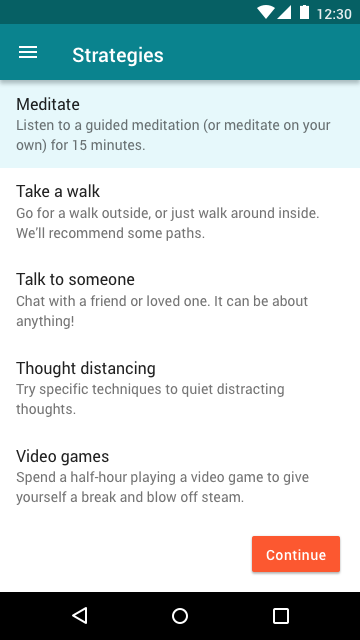 12:30
Strategies
Meditate
Listen to a guided meditation (or meditate on your
own) for 15 minutes.
Take a walk
Go for a walk outside, or just walk around inside.
We’ll recommend some paths.
Talk to someone
Chat with a friend or loved one. It can be about
anything!
Thought distancing
Try specific techniques to quiet distracting
thoughts.
Video games
Spend a half-hour playing a video game to give
yourself a break and blow off steam.
Continue